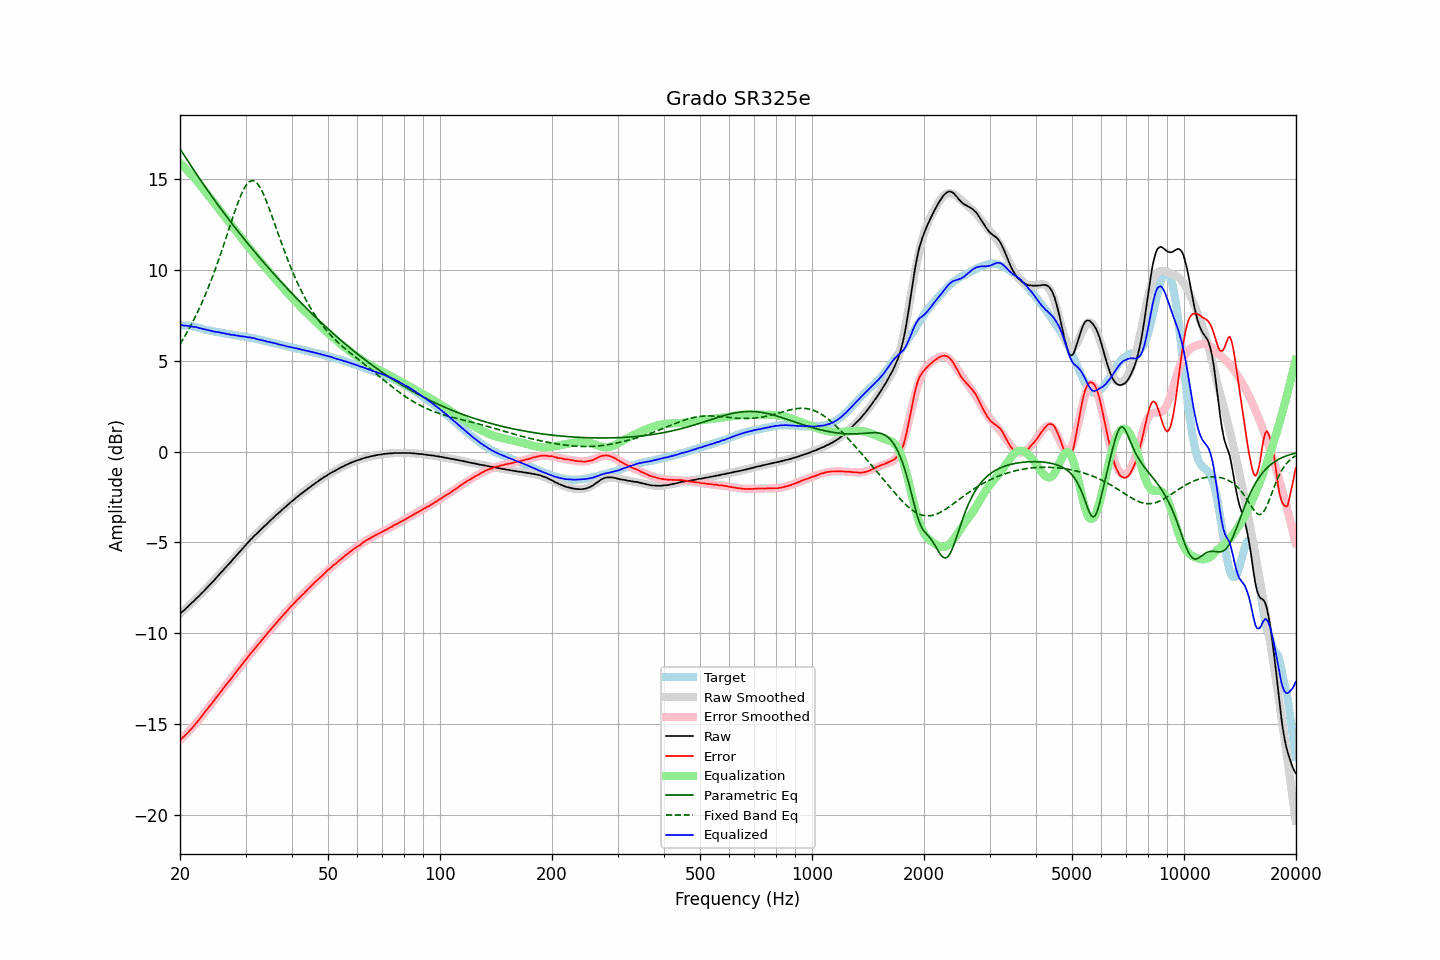 Grado SR325e
Amplitude (dBr)
15
10
5
0
−5
−10
−15
−20
Target
Raw Smoothed
Error Smoothed
Raw
Error
Equalization
Parametric Eq
Fixed Band Eq
Equalized
20 50 100 200 500 1000 2000 5000 10000 20000
Frequency (Hz)